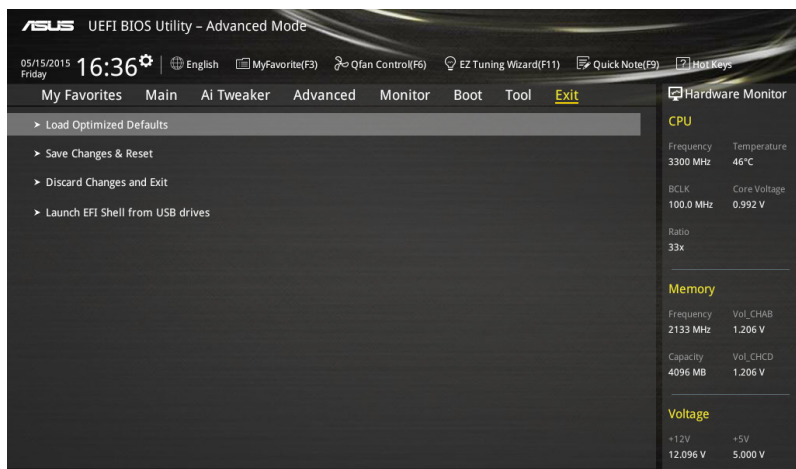 ASUS UEFI BIOS Utility – Advanced Mode
05/15/2015
Friday
16:36
English MyFavorite(F3) Qfan Control(F6) EZ Tuning Wizard(F11) Quick Note(F9) ? Hot Keys
My Favorites Main Ai Tweaker Advanced Monitor Boot Tool Exit
Load Optimized Defaults
Save Changes & Reset
Discard Changes and Exit
Launch EFI Shell from USB drives
Hardware Monitor
CPU
Frequency Temperature
3300 MHz 46°C
BCLK Core Voltage
100.0 MHz 0.992 V
Ratio
33x
Memory
Frequency Vol_CHAB
2133 MHz 1.206 V
Capacity Vol_CHCD
4096 MB 1.206 V
Voltage
+12V +5V
12.096 V 5.000 V